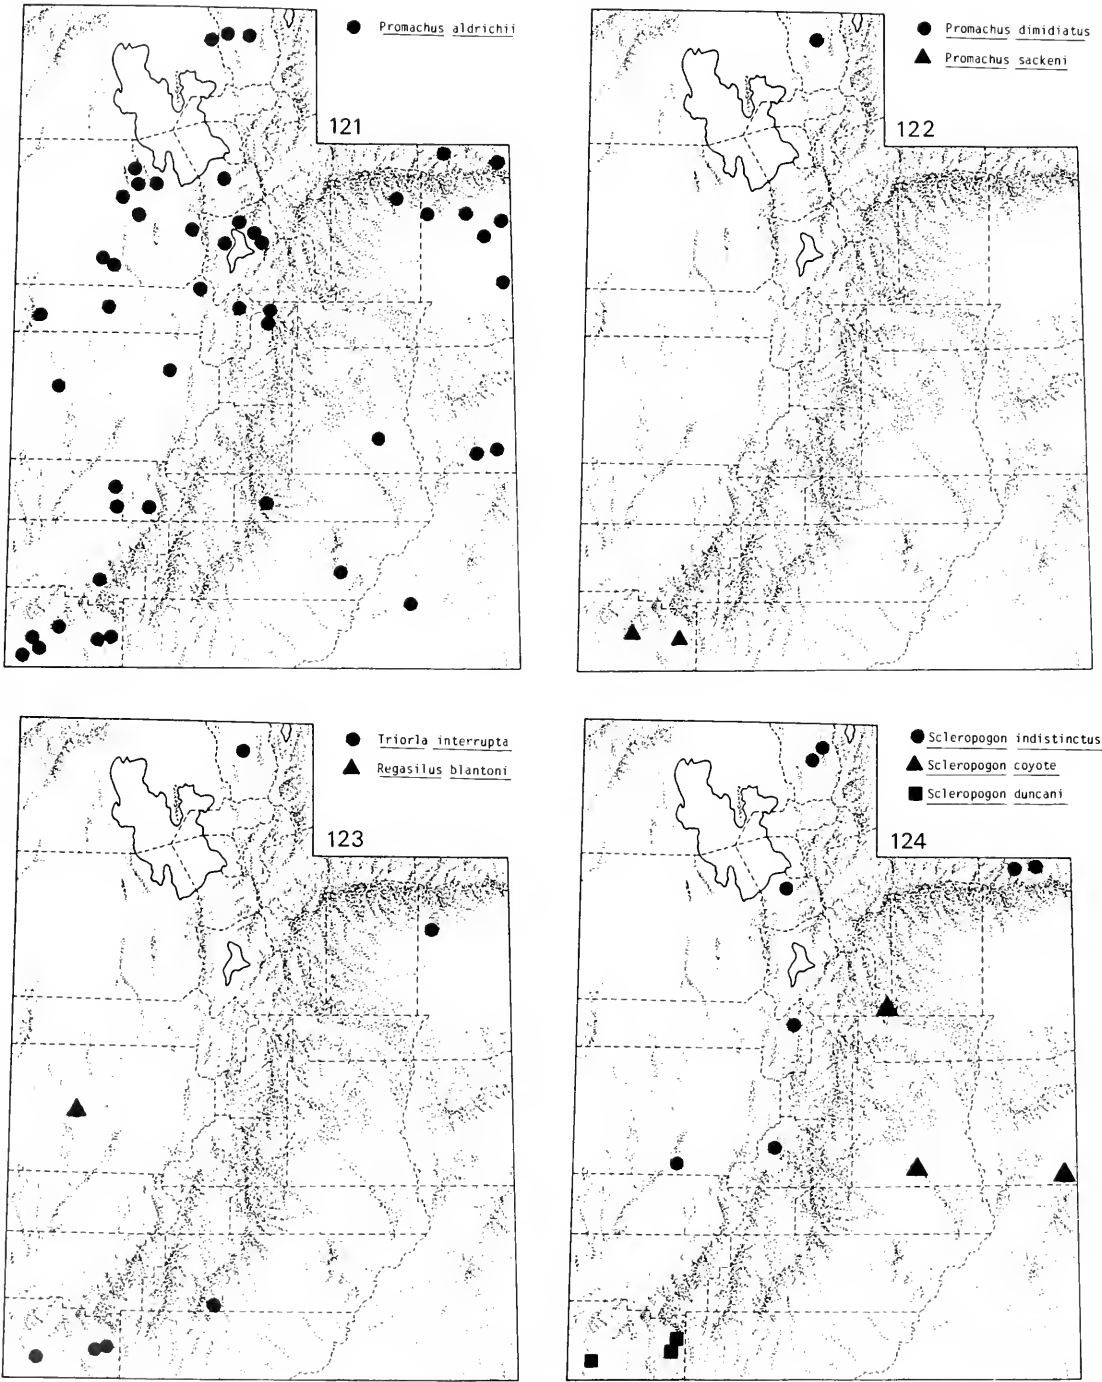 Promachus aldrichii
121
Promachus dimidiatus
Promachus sackeni
122
Triorla interrupta
Regasilus blantoni
123
Scleropogon indistinctus
Scleropogon coyote
Scleropogon duncani
124